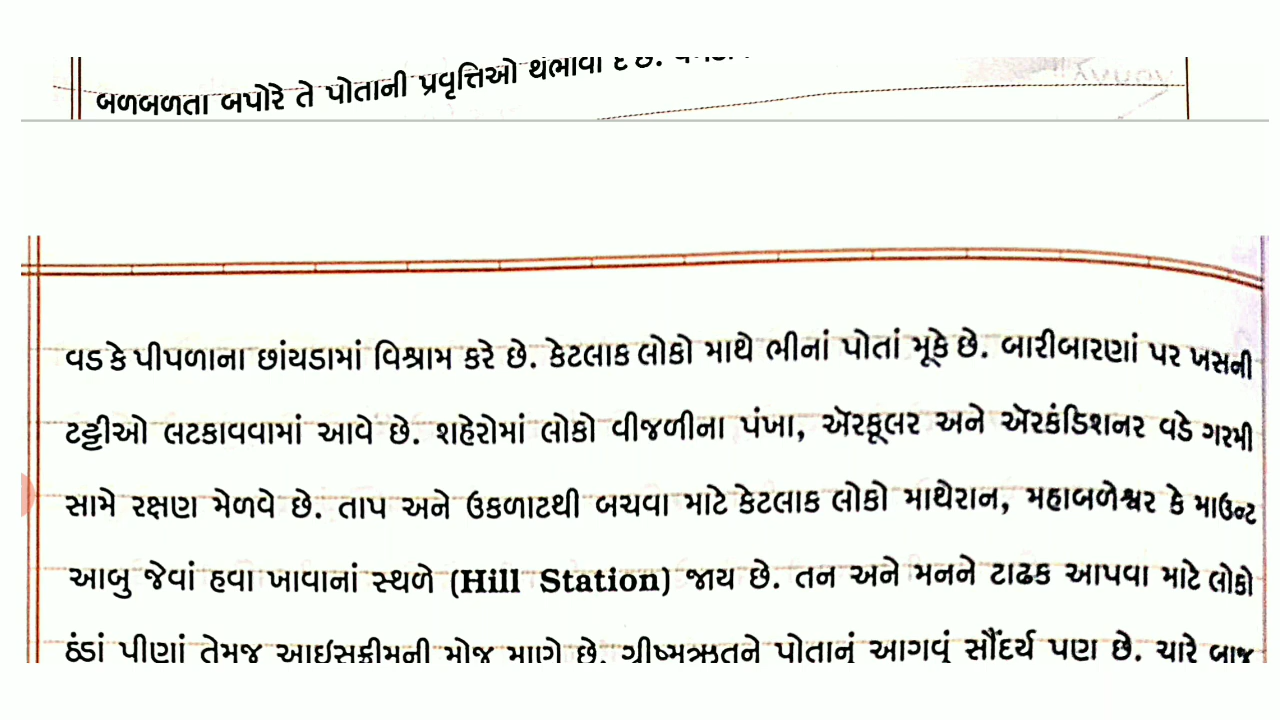 બળબળતા બપોરે તે પોતાની પ્રવૃત્તિઓ થંભાવી દે છે.
વડ કે પીપળાના છાંયડામાં વિશ્રામ કરે છે. કેટલાક લોકો માથે ભીનાં પોતાં મૂકે છે. બારીબારણાં પર ખસની
ટટ્ટીઓ લટકાવવામાં આવે છે. શહેરોમાં લોકો વીજળીના પંખા, ઍરકૂલર અને ઍરકંડિશનર વડે ગરમી
સામે રક્ષણ મેળવે છે. તાપ અને ઉકળાટથી બચવા માટે કેટલાક લોકો માથેરાન, મહાબળેશ્વર કે માઉન્ટ
આબુ જેવાં હવા ખાવાનાં સ્થળે (Hill Station) જાય છે. તન અને મનને ટાઢક આપવા માટે લોકો
ઠંડાં પીણાં તેમજ આઇસક્રીમની મોજ માણે છે. ગ્રીષ્મઋતુને પોતાનું આગવું સૌંદર્ય પણ છે. ચારે બાજુ